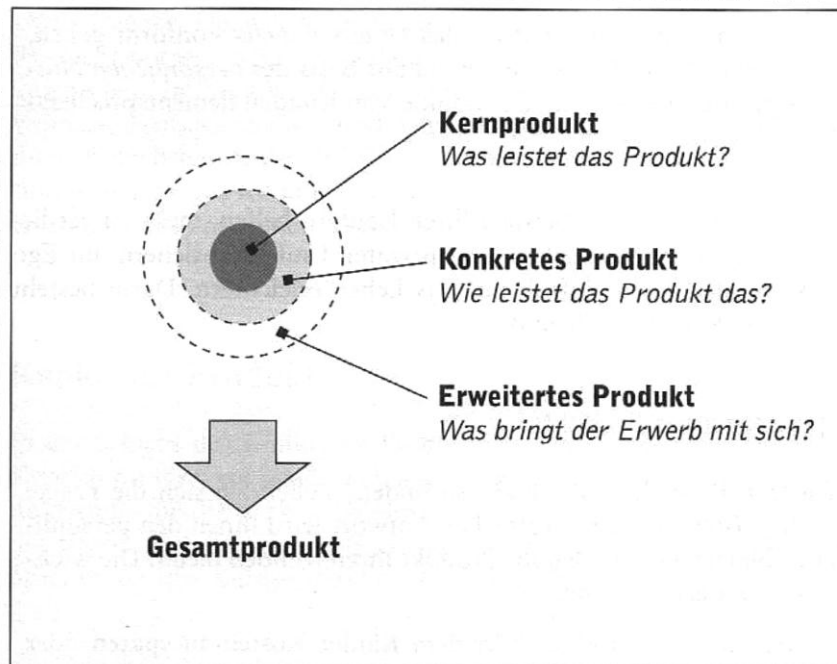 Kernprodukt
Was leistet das Produkt?
Konkretes Produkt
Wie leistet das Produkt das?
Erweitertes Produkt
Was bringt der Erwerb mit sich?
Gesamtprodukt